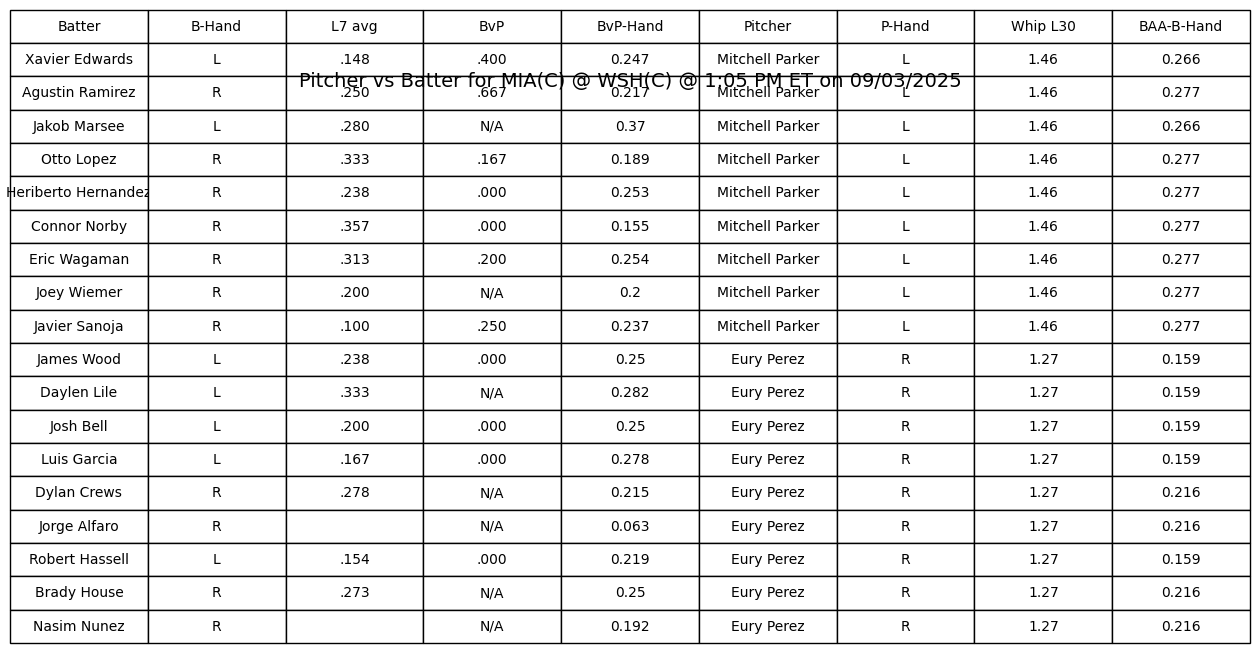 Batter B-Hand L7 avg BvP BvP-Hand Pitcher P-Hand Whip L30 BAA-B-Hand
Xavier Edwards L .148 .400 0.247 Mitchell Parker L 1.46 0.266
Pitcher vs Batter for MIA(C) @ WSH(C) @ 1:05 PM ET on 09/03/2025
Agustin Ramirez R .250 .667 0.217 Mitchell Parker L 1.46 0.277
Jakob Marsee L .280 N/A 0.37 Mitchell Parker L 1.46 0.266
Otto Lopez R .333 .167 0.189 Mitchell Parker L 1.46 0.277
Heriberto Hernandez R .238 .000 0.253 Mitchell Parker L 1.46 0.277
Connor Norby R .357 .000 0.155 Mitchell Parker L 1.46 0.277
Eric Wagaman R .313 .200 0.254 Mitchell Parker L 1.46 0.277
Joey Wiemer R .200 N/A 0.2 Mitchell Parker L 1.46 0.277
Javier Sanoja R .100 .250 0.237 Mitchell Parker L 1.46 0.277
James Wood L .238 .000 0.25 Eury Perez R 1.27 0.159
Daylen Lile L .333 N/A 0.282 Eury Perez R 1.27 0.159
Josh Bell L .200 .000 0.25 Eury Perez R 1.27 0.159
Luis Garcia L .167 .000 0.278 Eury Perez R 1.27 0.159
Dylan Crews R .278 N/A 0.215 Eury Perez R 1.27 0.216
Jorge Alfaro R N/A 0.063 Eury Perez R 1.27 0.216
Robert Hassell L .154 .000 0.219 Eury Perez R 1.27 0.159
Brady House R .273 N/A 0.25 Eury Perez R 1.27 0.216
Nasim Nunez R N/A 0.192 Eury Perez R 1.27 0.216